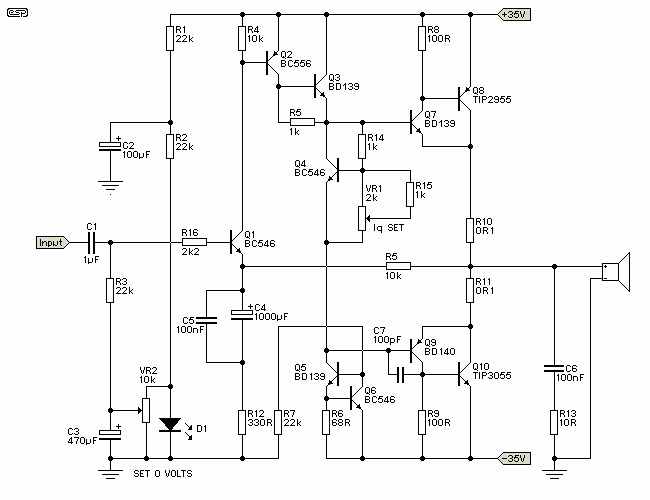 esp
+35V
R1
22k
R4
10k
Q2
BC556
R8
100R
Q3
BD139
Q8
TIP2955
C2
100µF
+
R2
22k
R5
1k
Q7
BD139
R14
1k
Q4
BC546
VR1
2k
R15
1k
Iq SET
Input
C1
1µF
R16
2k2
Q1
BC546
R10
0R1
R3
22k
R5
10k
R11
0R1
+
-
C5
100nF
+
C4
1000µF
C7
100pF
Q9
BD140
VR2
10k
Q5
BD139
Q6
BC546
Q10
TIP3055
C6
100nF
C3
470µF
+
D1
R12
330R
R7
22k
R6
68R
R9
100R
R13
10R
SET 0 VOLTS
-35V